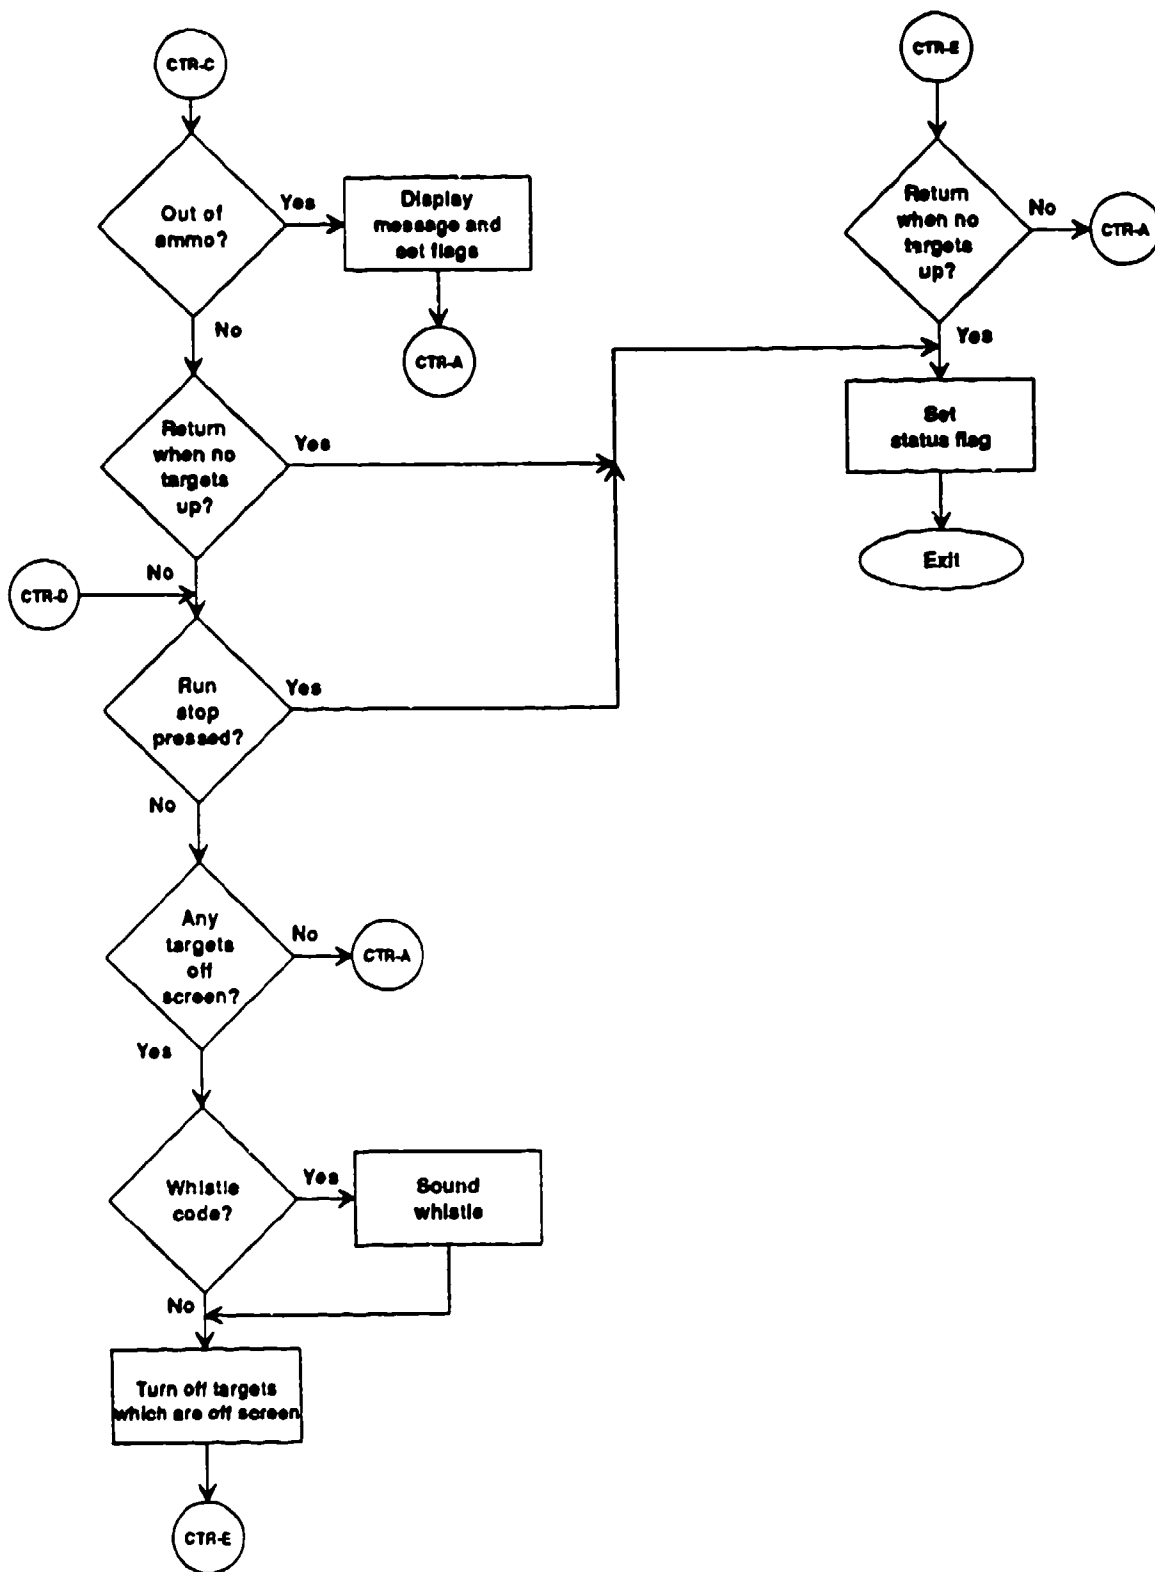 CTR-C
Out of
ammo?
Yes
Display
message and
set flags
CTR-A
No
Return
when no
targets
up?
Yes
No
CTR-D
Run
stop
pressed?
Yes
No
Any
targets
off
screen?
No
CTR-A
Yes
Whistle
code?
Yes
Sound
whistle
No
Turn off targets
which are off screen
CTR-E
CTR-E
Return
when no
targets
up?
No
CTR-A
Yes
Set
status flag
Exit